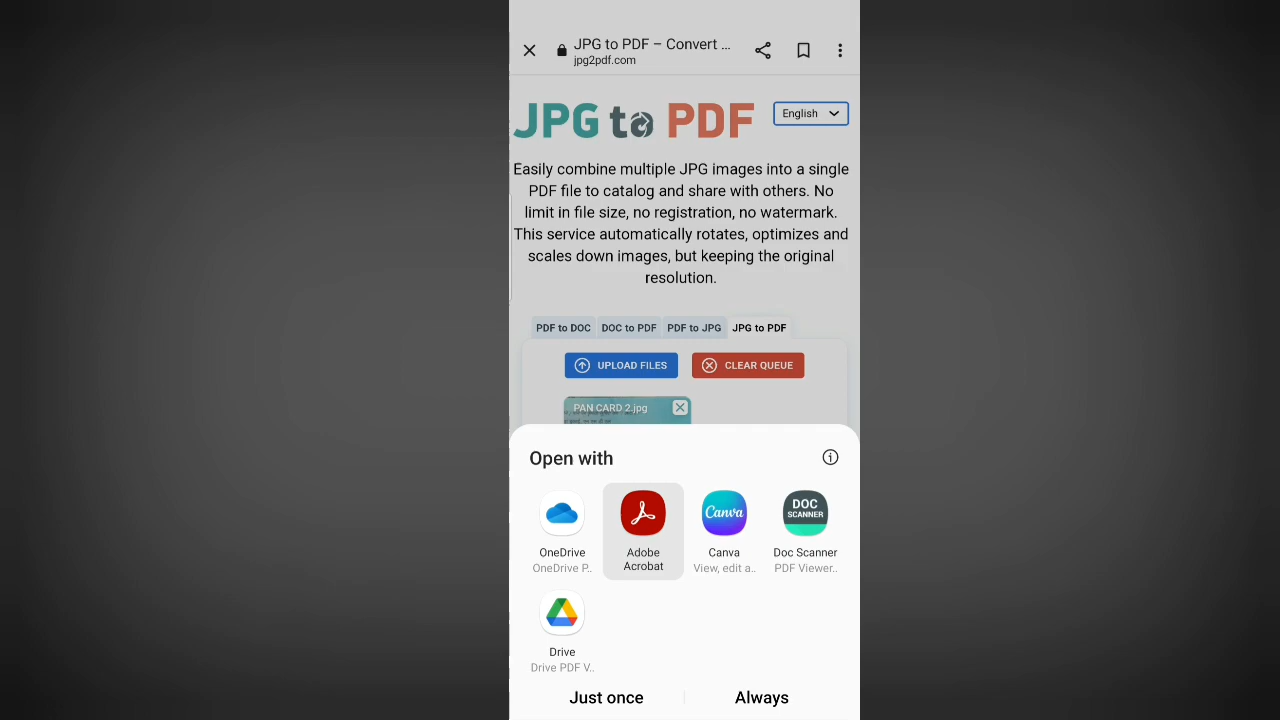 JPG to PDF – Convert ...
jpg2pdf.com
JPG to PDF
English
Easily combine multiple JPG images into a single
PDF file to catalog and share with others. No
limit in file size, no registration, no watermark.
This service automatically rotates, optimizes and
scales down images, but keeping the original
resolution.
PDF to DOC DOC to PDF PDF to JPG JPG to PDF
UPLOAD FILES CLEAR QUEUE
PAN CARD 2.jpg
Open with
Canva DOC
SCANNER
OneDrive Adobe Canva Doc Scanner
OneDrive P.. Acrobat View, edit a.. PDF Viewer..
Drive
Drive PDF V..
Just once Always